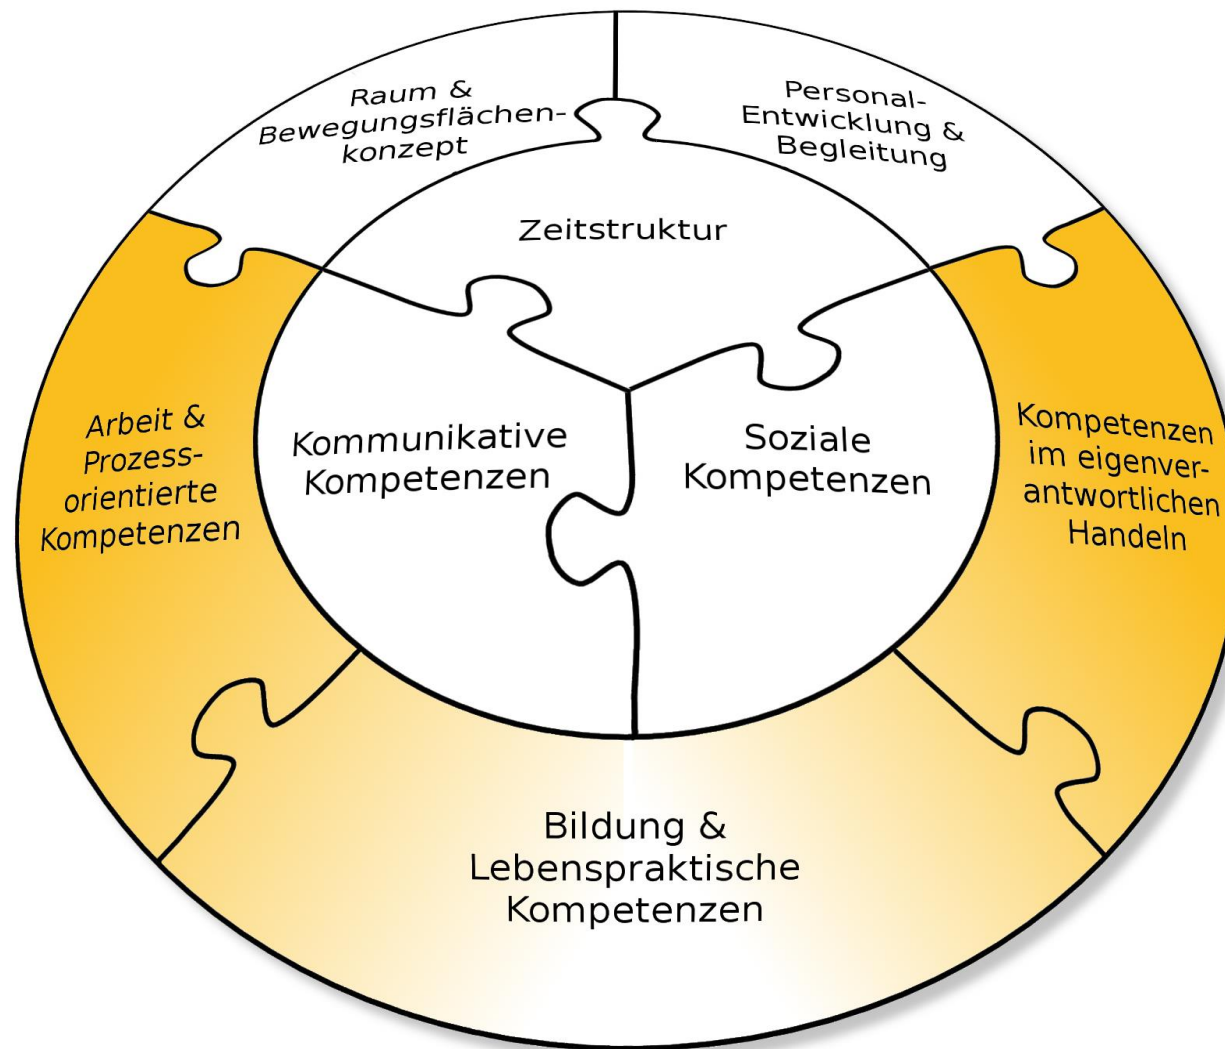 Raum &
Bewegungsflächen-
konzept
Personal-
Entwicklung &
Begleitung
Zeitstruktur
Arbeit &
Prozess-
orientierte
Kompetenzen
Kommunikative
Kompetenzen
Soziale
Kompetenzen
Kompetenzen
im eigenver-
antwortlichen
Handeln
Bildung &
Lebenspraktische
Kompetenzen